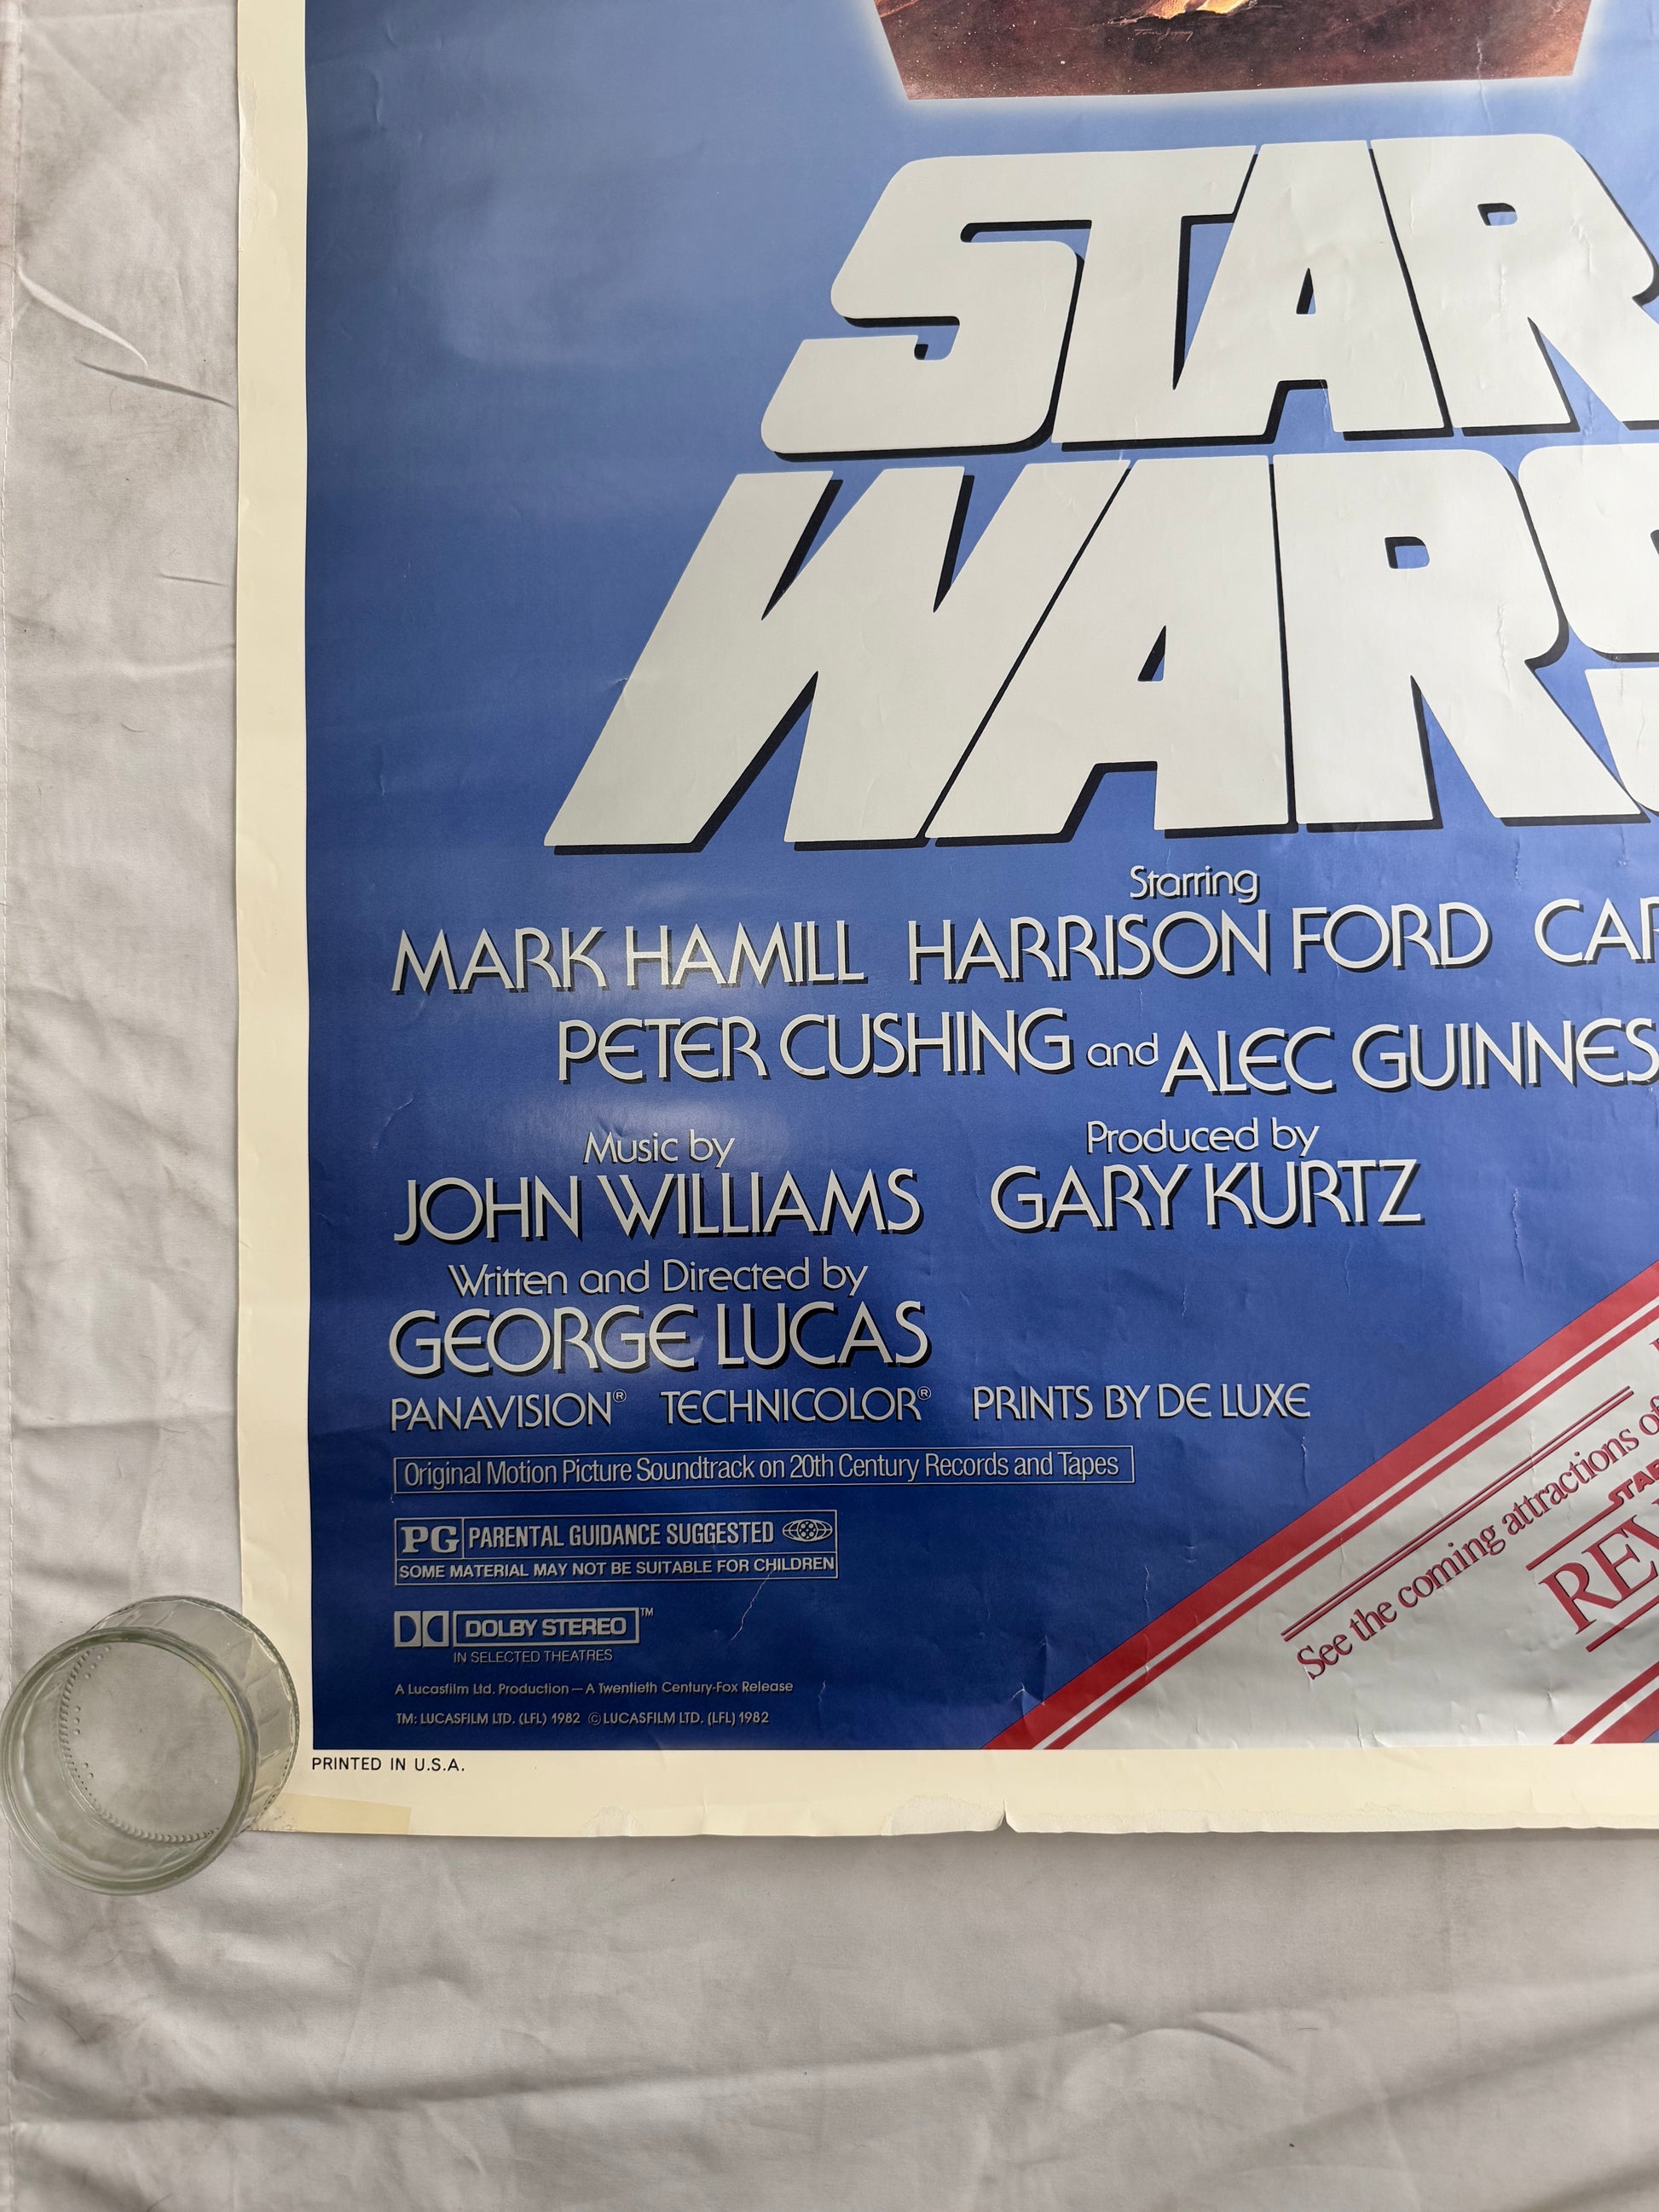 STAR
WARS
Starring
MARK HAMILL HARRISON FORD
PETER CUSHING and ALEC GUINNES
Music by
JOHN WILLIAMS
Produced by
GARY KURTZ
Written and Directed by
GEORGE LUCAS
PANAVISION® TECHNICOLOR® PRINTS BY DE LUXE
Original Motion Picture Soundtrack on 20th Century Records and Tapes
PG PARENTAL GUIDANCE SUGGESTED
SOME MATERIAL MAY NOT BE SUITABLE FOR CHILDREN
DOLBY STEREO™
IN SELECTED THEATRES
A Lucasfilm Ltd. Production—A Twentieth Century-Fox Release
TM: LUCASFILM LTD. (LFL) 1982 © LUCASFILM LTD. (LFL) 1982
See the coming attractions of
STAR
REV
PRINTED IN U.S.A.